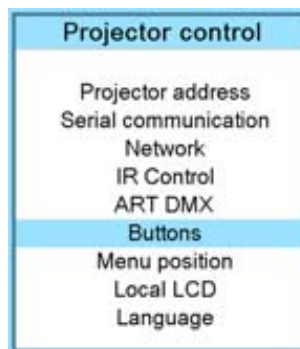 Projector control
Projector address
Serial communication
Network
IR Control
ART DMX
Buttons
Menu position
Local LCD
Language